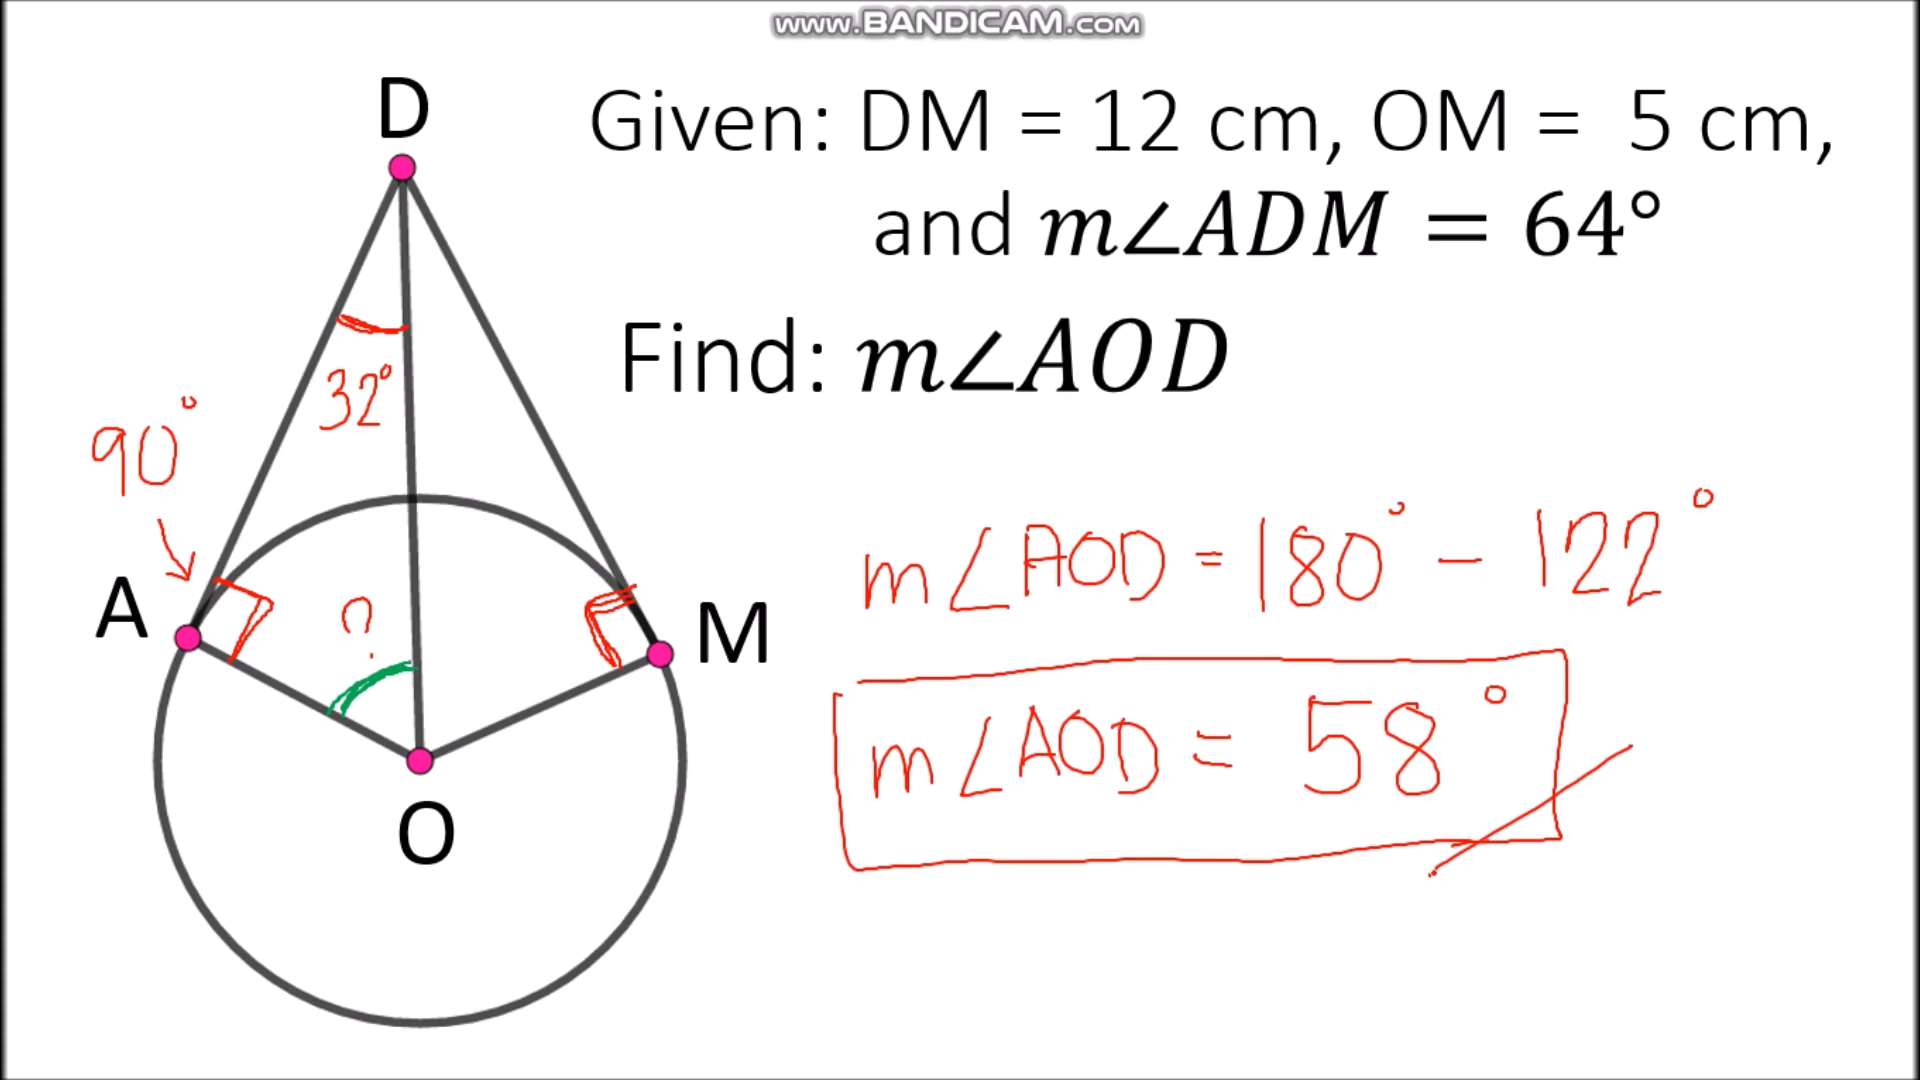 www.BANDICAM.com
D
Given: DM = 12 cm, OM = 5 cm,
and m∠ADM = 64°
Find: m∠AOD
32°
90°
A
?
M
O
m∠AOD = 180° - 122°
m∠AOD = 58°